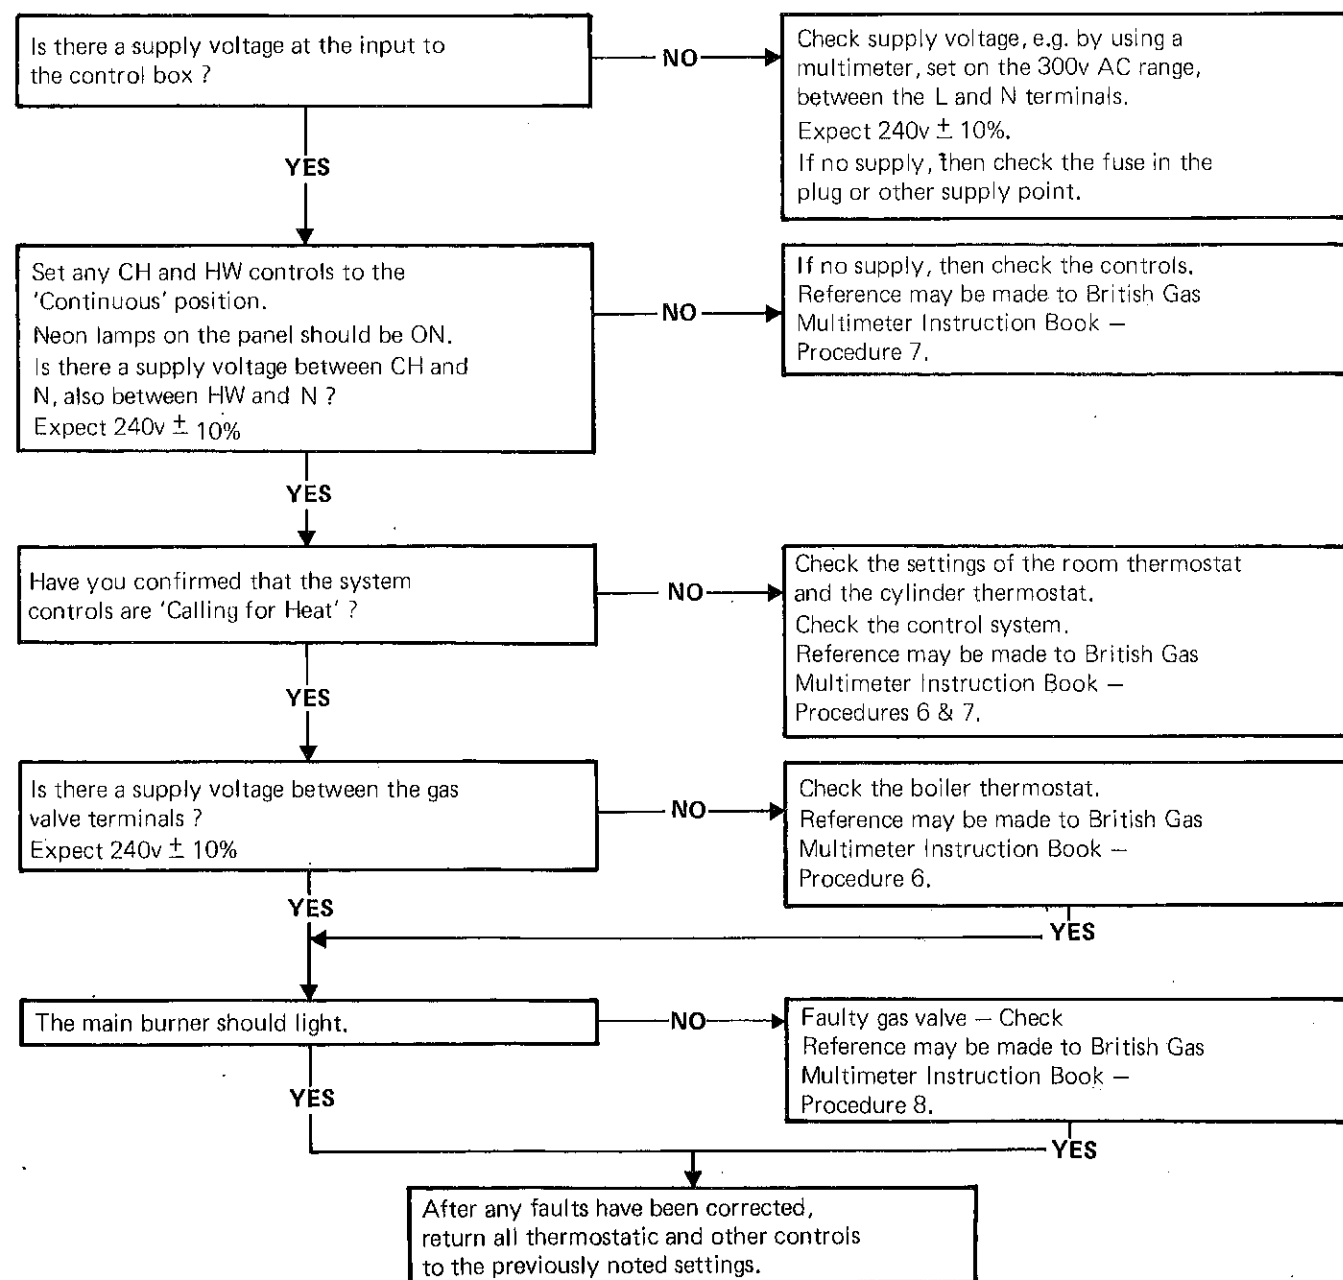 Is there a supply voltage at the input to
the control box ?
NO
Check supply voltage, e.g. by using a
multimeter, set on the 300v AC range,
between the L and N terminals.
Expect 240v ± 10%.
If no supply, then check the fuse in the
plug or other supply point.
YES
Set any CH and HW controls to the
'Continuous' position.
Neon lamps on the panel should be ON.
Is there a supply voltage between CH and
N, also between HW and N ?
Expect 240v ± 10%
NO
If no supply, then check the controls.
Reference may be made to British Gas
Multimeter Instruction Book —
Procedure 7.
YES
Have you confirmed that the system
controls are 'Calling for Heat' ?
NO
Check the settings of the room thermostat
and the cylinder thermostat.
Check the control system.
Reference may be made to British Gas
Multimeter Instruction Book —
Procedures 6 & 7.
YES
Is there a supply voltage between the gas
valve terminals ?
Expect 240v ± 10%
NO
Check the boiler thermostat.
Reference may be made to British Gas
Multimeter Instruction Book —
Procedure 6.
YES
YES
The main burner should light.
NO
Faulty gas valve — Check
Reference may be made to British Gas
Multimeter Instruction Book —
Procedure 8.
YES
YES
After any faults have been corrected,
return all thermostatic and other controls
to the previously noted settings.